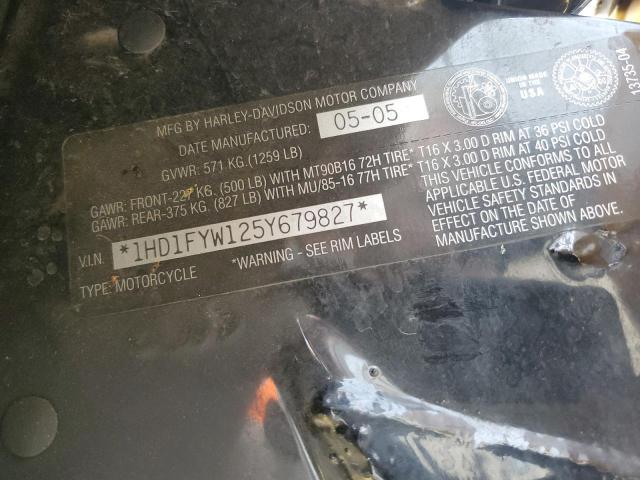 MFG BY HARLEY-DAVIDSON MOTOR COMPANY
DATE MANUFACTURED: 05-05
GVWR: 571 KG.(1259 LB)
GAWR: FRONT-227 KG. (500 LB) WITH MT90B16 72H TIRE* T16 X 3.00 D RIM AT 36 PSI COLD
GAWR: REAR-375 KG. (827 LB) WITH MU/85-16 77H TIRE* T16 X 3.00 D RIM AT 40 PSI COLD
V.I.N. *1HD1FYW125Y679827*
TYPE: MOTORCYCLE
*WARNING - SEE RIM LABELS
THIS VEHICLE CONFORMS TO ALL
APPLICABLE U.S. FEDERAL MOTOR
VEHICLE SAFETY STANDARDS IN
EFFECT ON THE DATE OF
MANUFACTURE SHOWN ABOVE.
UNION MADE
IN THE
USA
13735-04